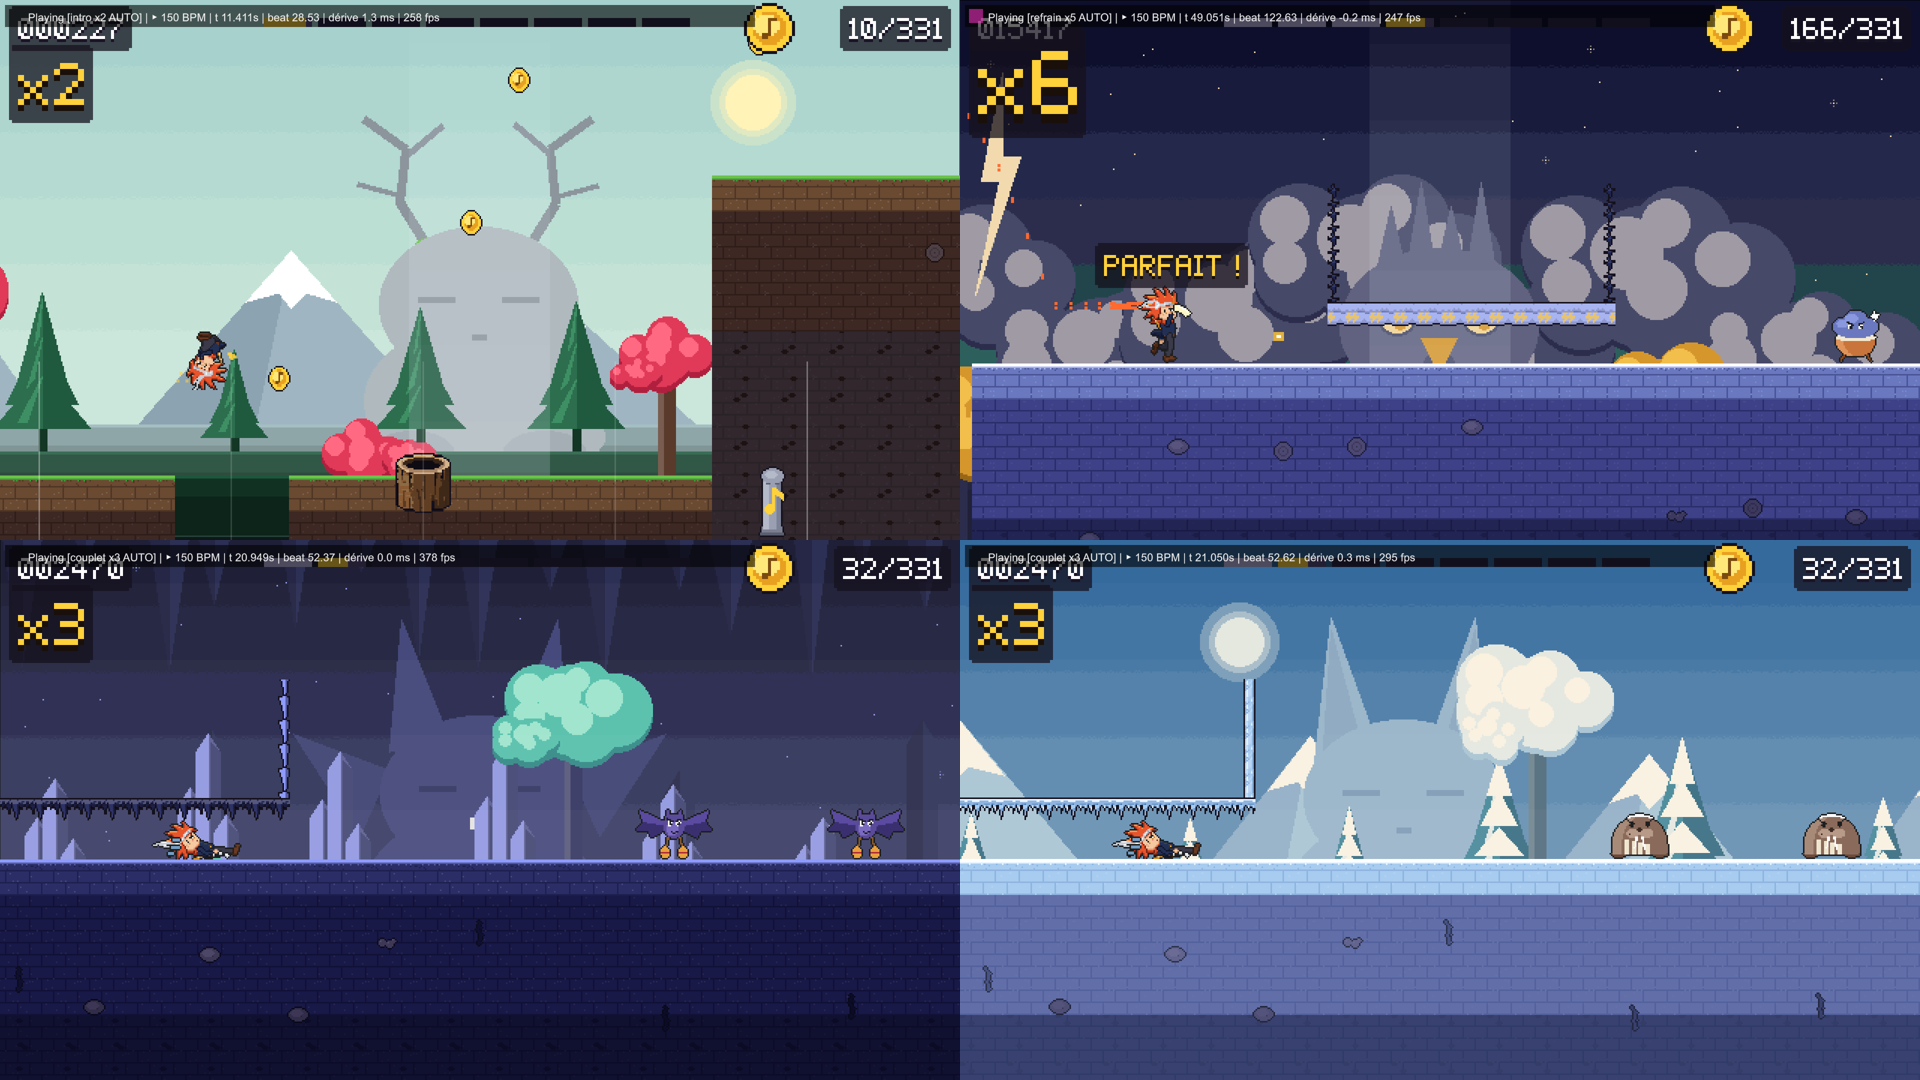 Playing [intro x2 AUTO] | ▸ 150 BPM | t 11.411s | beat 28.53 | dérive 1.3 ms | 258 fps
000227
10/331
x2
Playing [refrain x5 AUTO] | ▸ 150 BPM | t 49.051s | beat 122.63 | dérive -0.2 ms | 247 fps
015417
166/331
x6
PARFAIT !
Playing [couplet x3 AUTO] | ▸ 150 BPM | t 20.949s | beat 52.37 | dérive 0.0 ms | 378 fps
002470
32/331
x3
Playing [couplet x3 AUTO] | ▸ 150 BPM | t 21.050s | beat 52.62 | dérive 0.3 ms | 295 fps
002470
32/331
x3